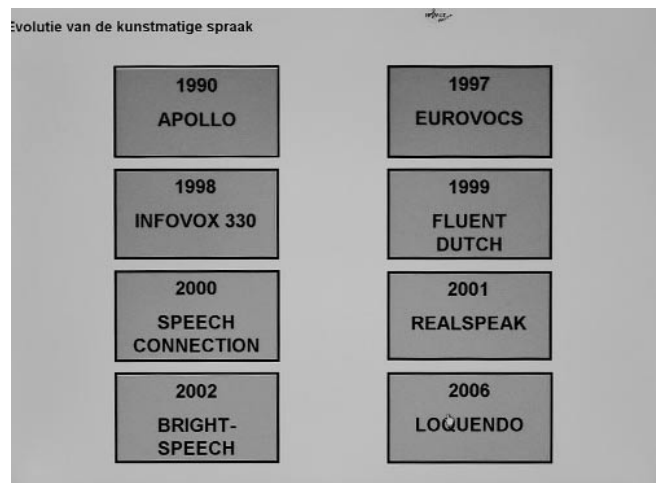 Evolutie van de kunstmatige spraak
1990
APOLLO
1997
EUROVOCS
1998
INFOVOX 330
1999
FLUENT
DUTCH
2000
SPEECH
CONNECTION
2001
REALSPEAK
2002
BRIGHT-
SPEECH
2006
LOQUENDO